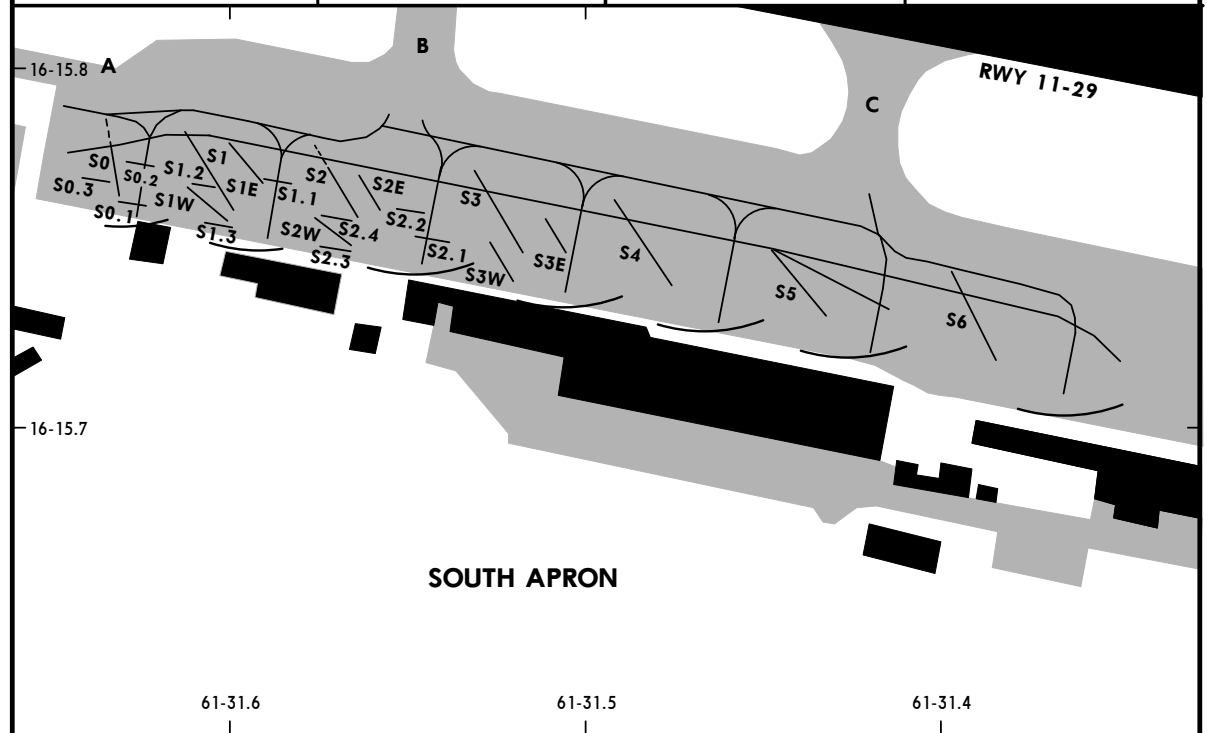 B
16-15.8
A
RWY 11-29
C
S0
S1
S1.2
S0.2
S2
S0.3
S1E
S2E
S1.1
S1W
S3
S0.1
S2.2
S1.3
S2W
S2.4
S2.1
S4
S2.3
S3E
S3W
S5
S6
16-15.7
SOUTH APRON
61-31.6
61-31.5
61-31.4